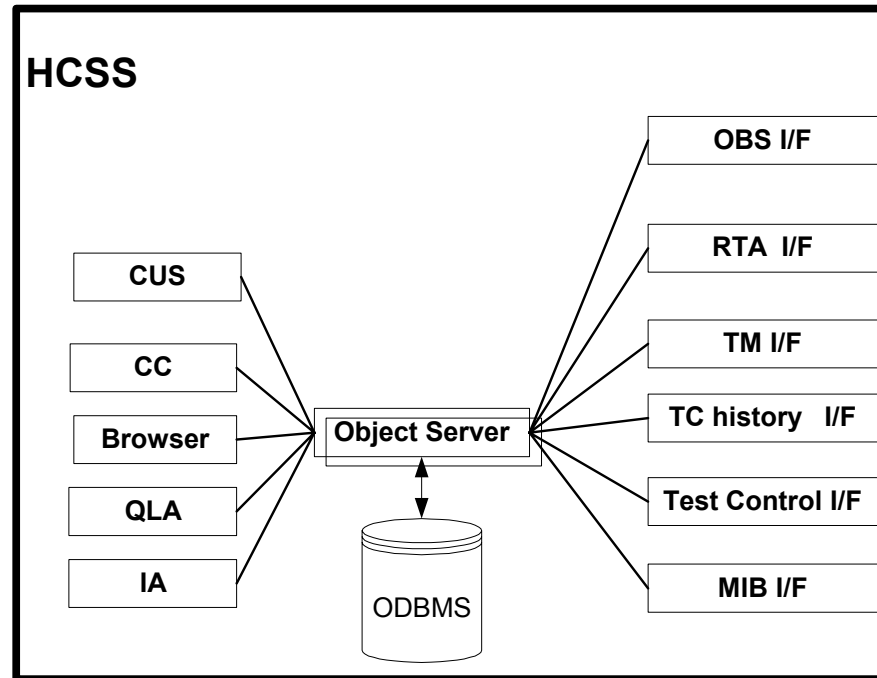 HCSS
CUS
CC
Browser
QLA
IA
Object Server
ODBMS
OBS I/F
RTA I/F
TM I/F
TC history I/F
Test Control I/F
MIB I/F